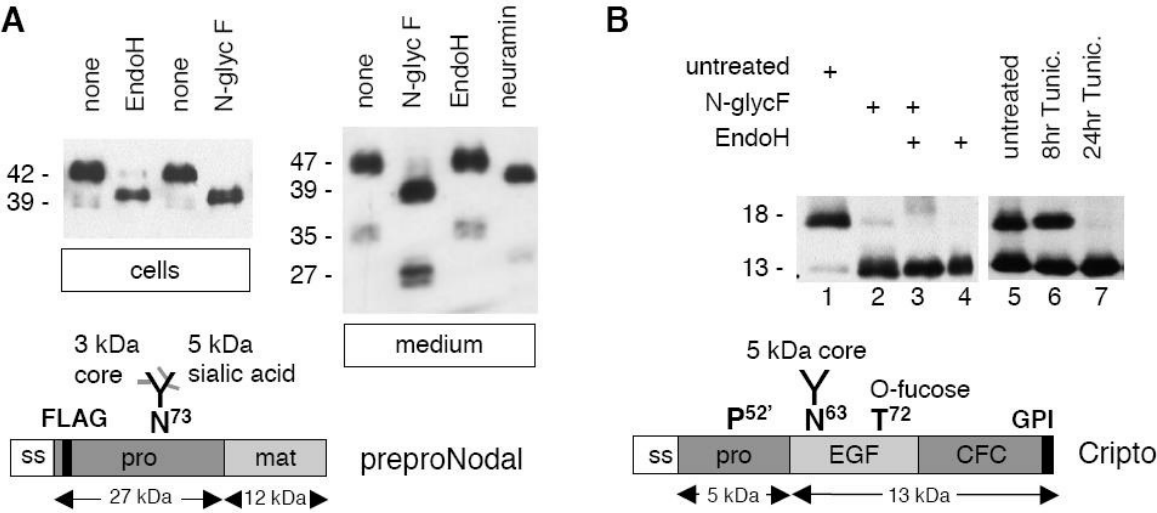 A
none EndoH none N-glyc F
42 -
39 -
cells
none N-glyc F EndoH neuramin
47 -
39 -
35 -
27 -
medium
3 kDa core
5 kDa sialic acid
FLAG N73
ss pro mat
preproNodal
27 kDa 12 kDa
B
untreated +
N-glycF + +
EndoH + +
untreated 8hr Tunic. 24hr Tunic.
18 -
13 -
1 2 3 4 5 6 7
5 kDa core
O-fucose
P52' N63 T72 GPI
ss pro EGF CFC
Cripto
5 kDa 13 kDa